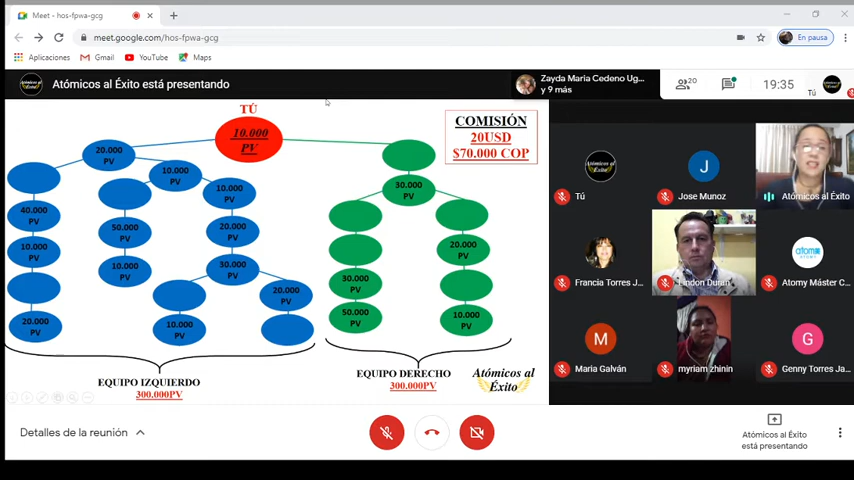 Meet - hos-fpwa-gcg
meet.google.com/hos-fpwa-gcg
En pausa
Aplicaciones
Gmail
YouTube
Maps
Atómicos al Éxito está presentando
Zayda Maria Cedeno Ug...
y 9 más
20
19:35
Tú
TÚ
10.000
PV
COMISIÓN
20USD
$70.000 COP
20.000
PV
10.000
PV
10.000
PV
40.000
PV
50.000
PV
20.000
PV
10.000
PV
10.000
PV
30.000
PV
20.000
PV
20.000
PV
10.000
PV
30.000
PV
20.000
PV
30.000
PV
50.000
PV
10.000
PV
EQUIPO IZQUIERDO
300.000PV
EQUIPO DERECHO
300.000PV
Atómicos al
Éxito
Tú
J
Jose Munoz
Atómicos al Éxito
Francia Torres J...
Lindon Duran
atom
ATOMY
Atomy Máster C...
M
Maria Galván
myriam zhinin
G
Genny Torres Ja...
Detalles de la reunión
Atómicos al Éxito
está presentando